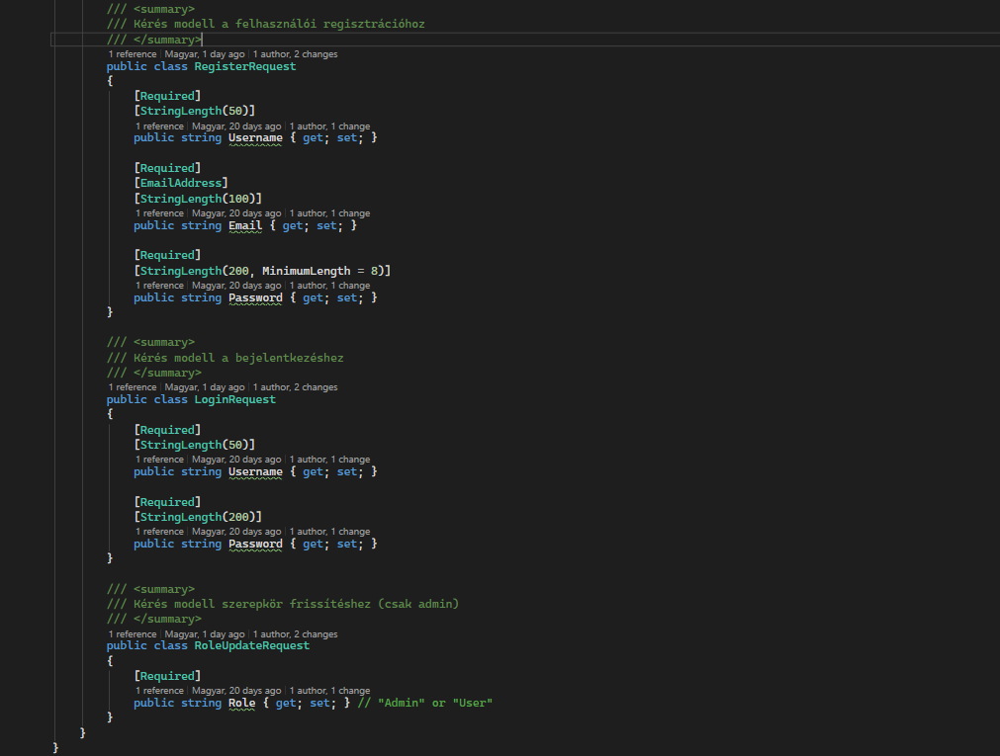 /// <summary>
/// Kérés modell a felhasználói regisztrációhoz
/// </summary>
1 reference | Magyar, 1 day ago | 1 author, 2 changes
public class RegisterRequest
{
[Required]
[StringLength(50)]
1 reference | Magyar, 20 days ago | 1 author, 1 change
public string Username { get; set; }
[Required]
[EmailAddress]
[StringLength(100)]
1 reference | Magyar, 20 days ago | 1 author, 1 change
public string Email { get; set; }
[Required]
[StringLength(200, MinimumLength = 8)]
1 reference | Magyar, 20 days ago | 1 author, 1 change
public string Password { get; set; }
}
/// <summary>
/// Kérés modell a bejelentkezéshez
/// </summary>
1 reference | Magyar, 1 day ago | 1 author, 2 changes
public class LoginRequest
{
[Required]
[StringLength(50)]
1 reference | Magyar, 20 days ago | 1 author, 1 change
public string Username { get; set; }
[Required]
[StringLength(200)]
1 reference | Magyar, 20 days ago | 1 author, 1 change
public string Password { get; set; }
}
/// <summary>
/// Kérés modell szerepkör frissítéshez (csak admin)
/// </summary>
1 reference | Magyar, 1 day ago | 1 author, 2 changes
public class RoleUpdateRequest
{
[Required]
1 reference | Magyar, 20 days ago | 1 author, 1 change
public string Role { get; set; } // "Admin" or "User"
}
}
}